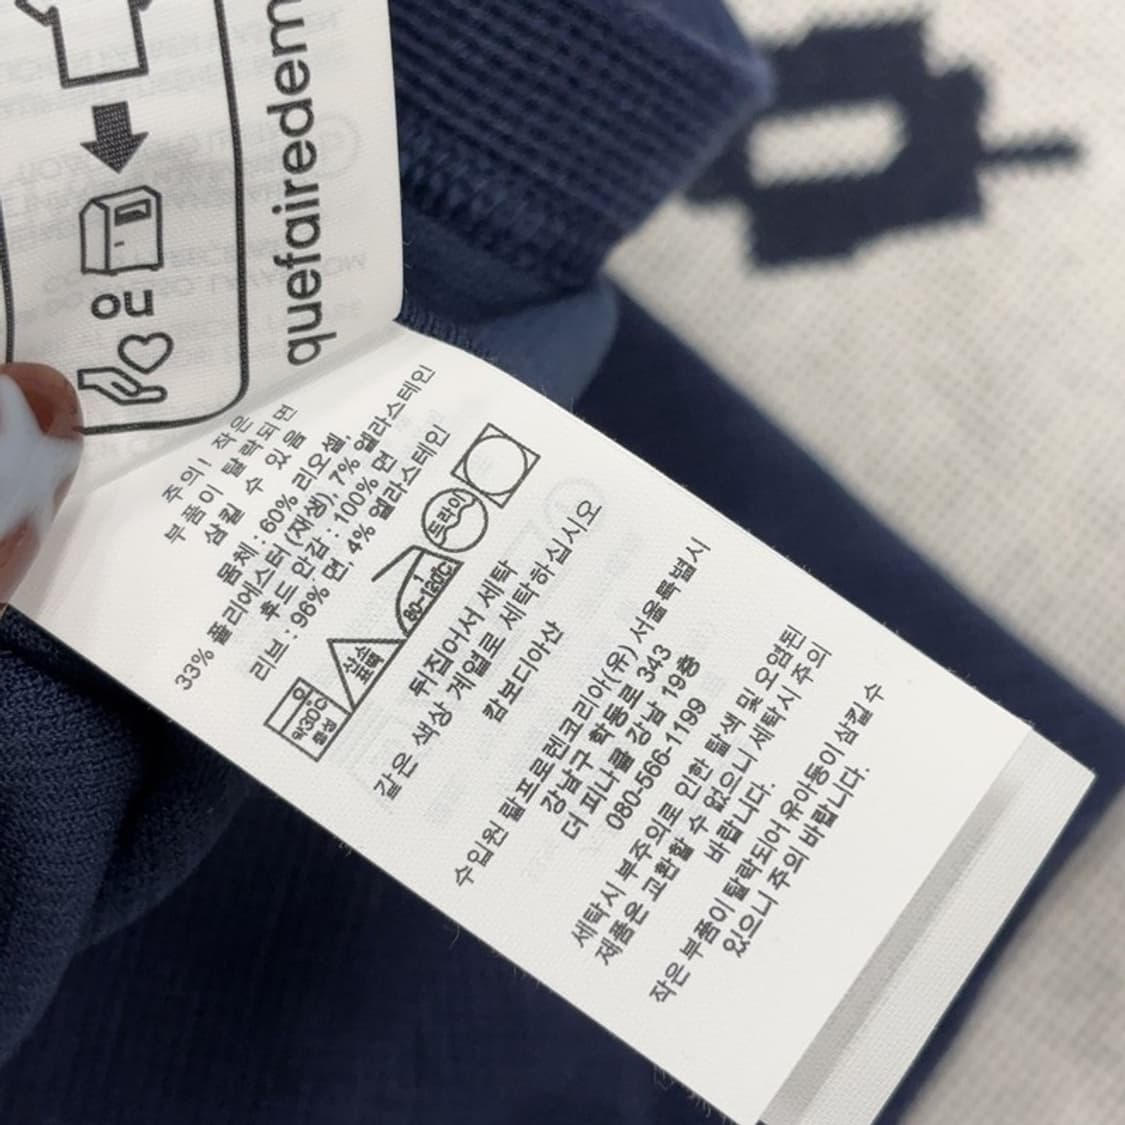 ou
quefairedem
주의! 작은
부품이 탈락되면
삼킬 수 있음
몸체 : 60% 리오셀,
33% 폴리에스터 (재생), 7% 엘라스테인
후드 안감 : 100% 면
리브 : 96% 면, 4% 엘라스테인
약30℃
중성
산소
표백
1
80~120℃
드라이
뒤집어서 세탁
같은 색상 계열로 세탁하십시오
캄보디아산
수입원 랄프로렌코리아(유) 서울특별시
강남구 학동로 343
더 피나클 강남 19층
080-566-1199
세탁시 부주의로 인한 탈색 및 오염된
제품은 교환할 수 없으니 세탁시 주의
바랍니다.
작은 부품이 탈락되어 유아동이 삼킬 수
있으니 주의 바랍니다.